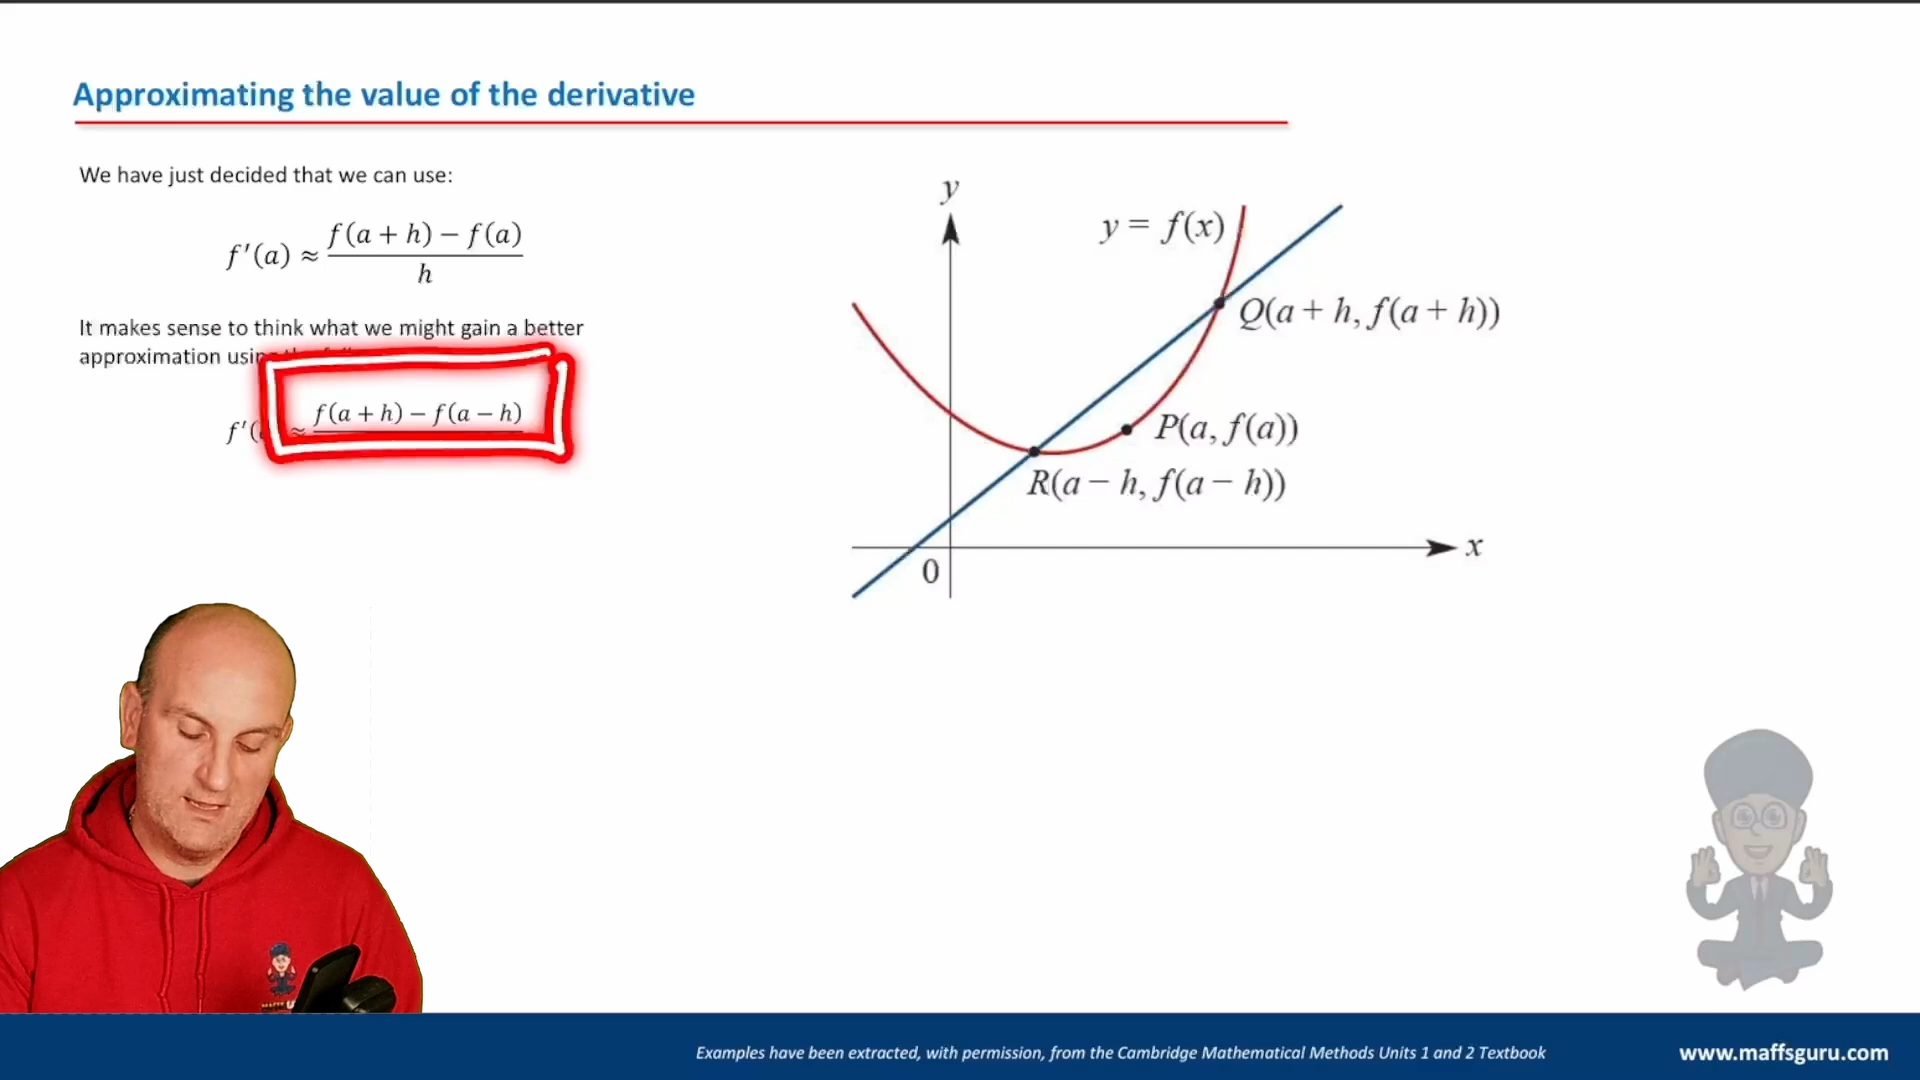 Approximating the value of the derivative
We have just decided that we can use:
f′(a) ≈ f(a + h) − f(a)
h
It makes sense to think what we might gain a better
approximation using
f′( ≈ f(a + h) − f(a − h)
y
y = f(x)
Q(a + h, f(a + h))
P(a, f(a))
R(a − h, f(a − h))
x
0
Examples have been extracted, with permission, from the Cambridge Mathematical Methods Units 1 and 2 Textbook
www.maffsguru.com